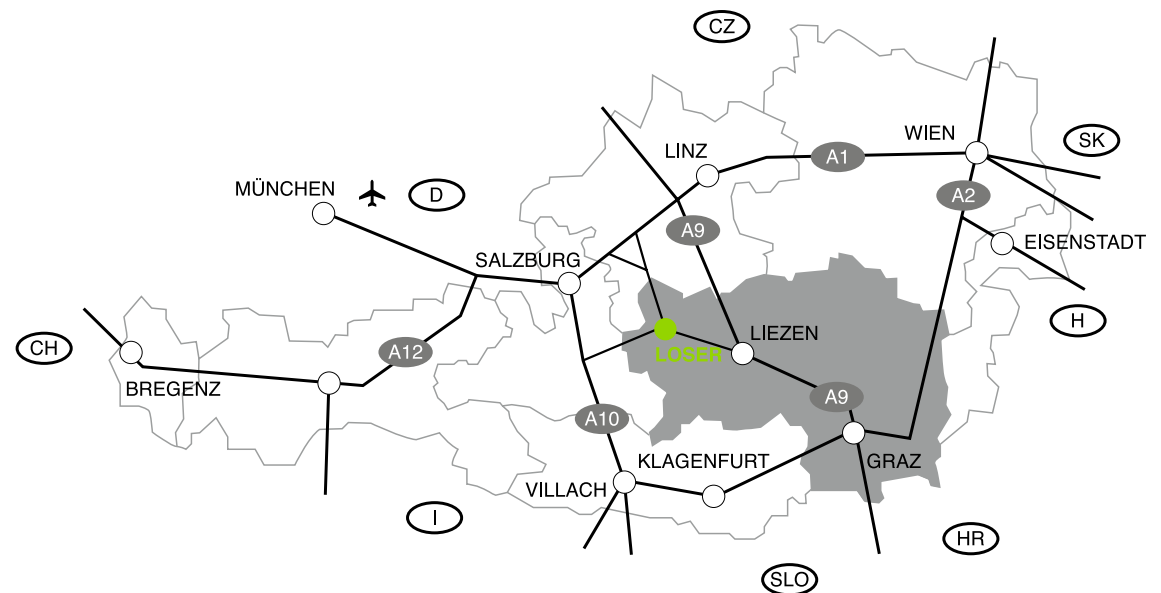 CZ
WIEN
SK
LINZ
A1
MÜNCHEN
D
A2
A9
EISENSTADT
SALZBURG
H
LIEZEN
CH
A12
LOSER
BREGENZ
A9
A10
KLAGENFURT
GRAZ
VILLACH
I
HR
SLO